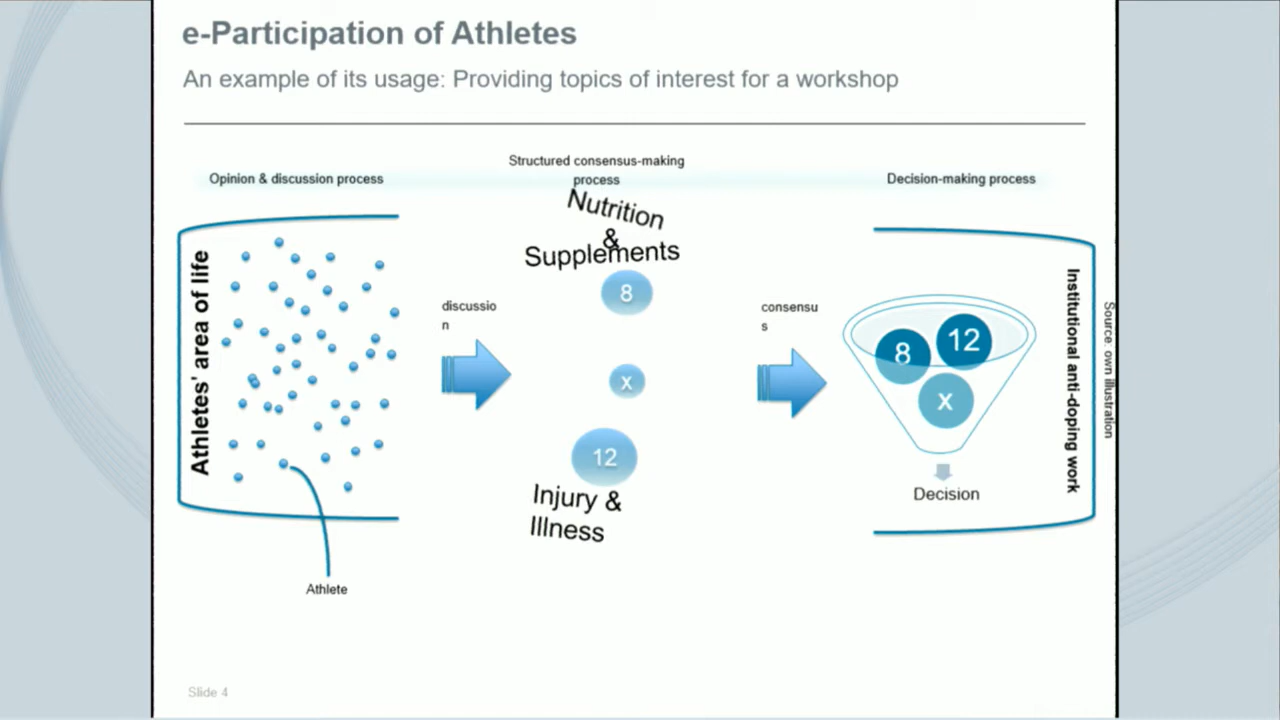 e-Participation of Athletes
An example of its usage: Providing topics of interest for a workshop
Opinion & discussion process
Structured consensus-making
process
Decision-making process
Athletes' area of life
Athlete
discussio
n
Nutrition
&
Supplements
8
x
12
Injury &
Illness
consensu
s
8
12
x
Decision
Institutional anti-doping work
Source: own illustration
Slide 4